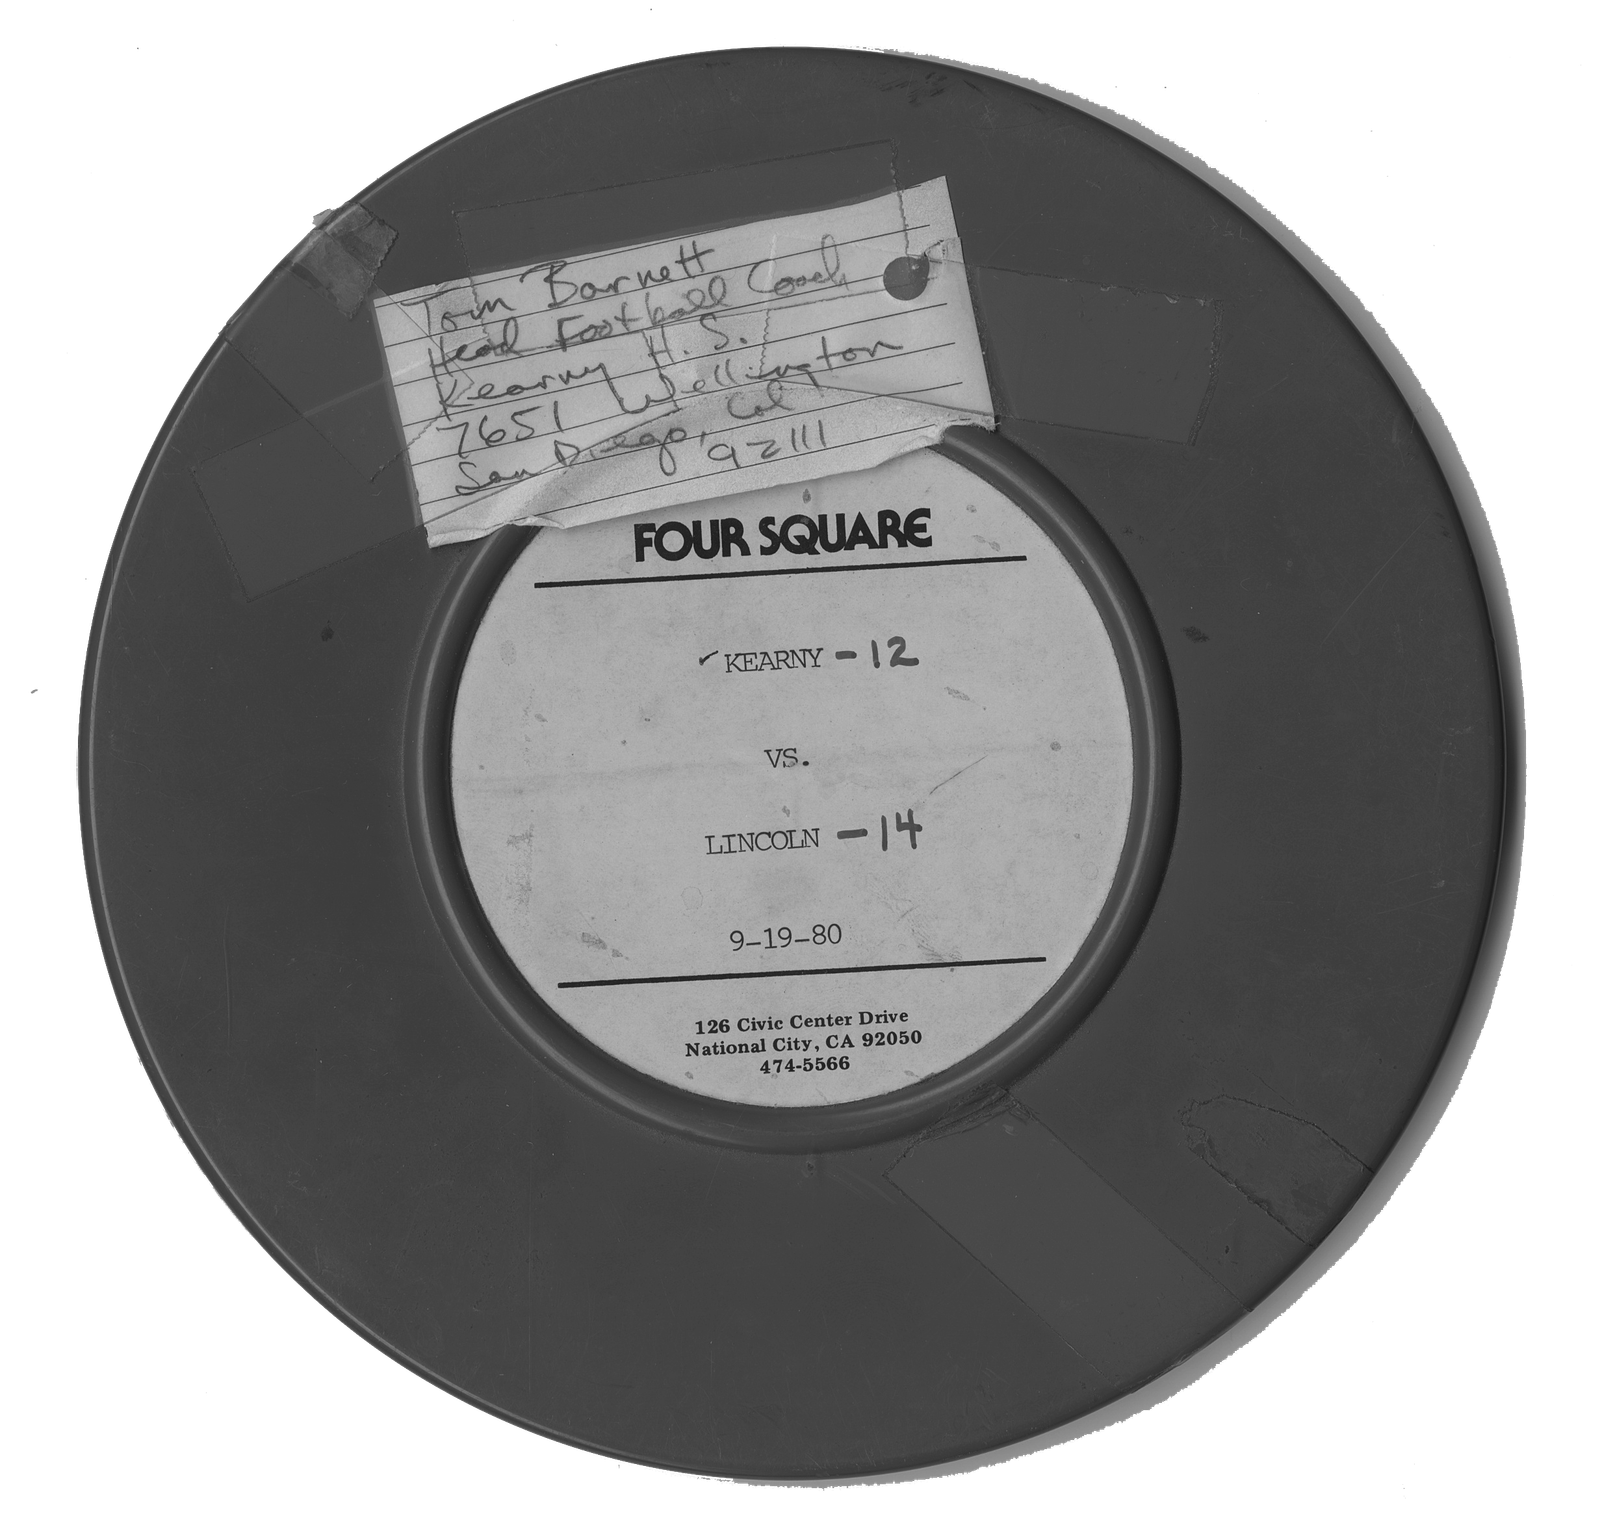 Tom Barnett
Head Football Coach
Kearny H.S.
7651 Wellington
San Diego, Cal
92111
FOUR SQUARE
✓KEARNY -12
VS.
LINCOLN -14
9-19-80
126 Civic Center Drive
National City, CA 92050
474-5566